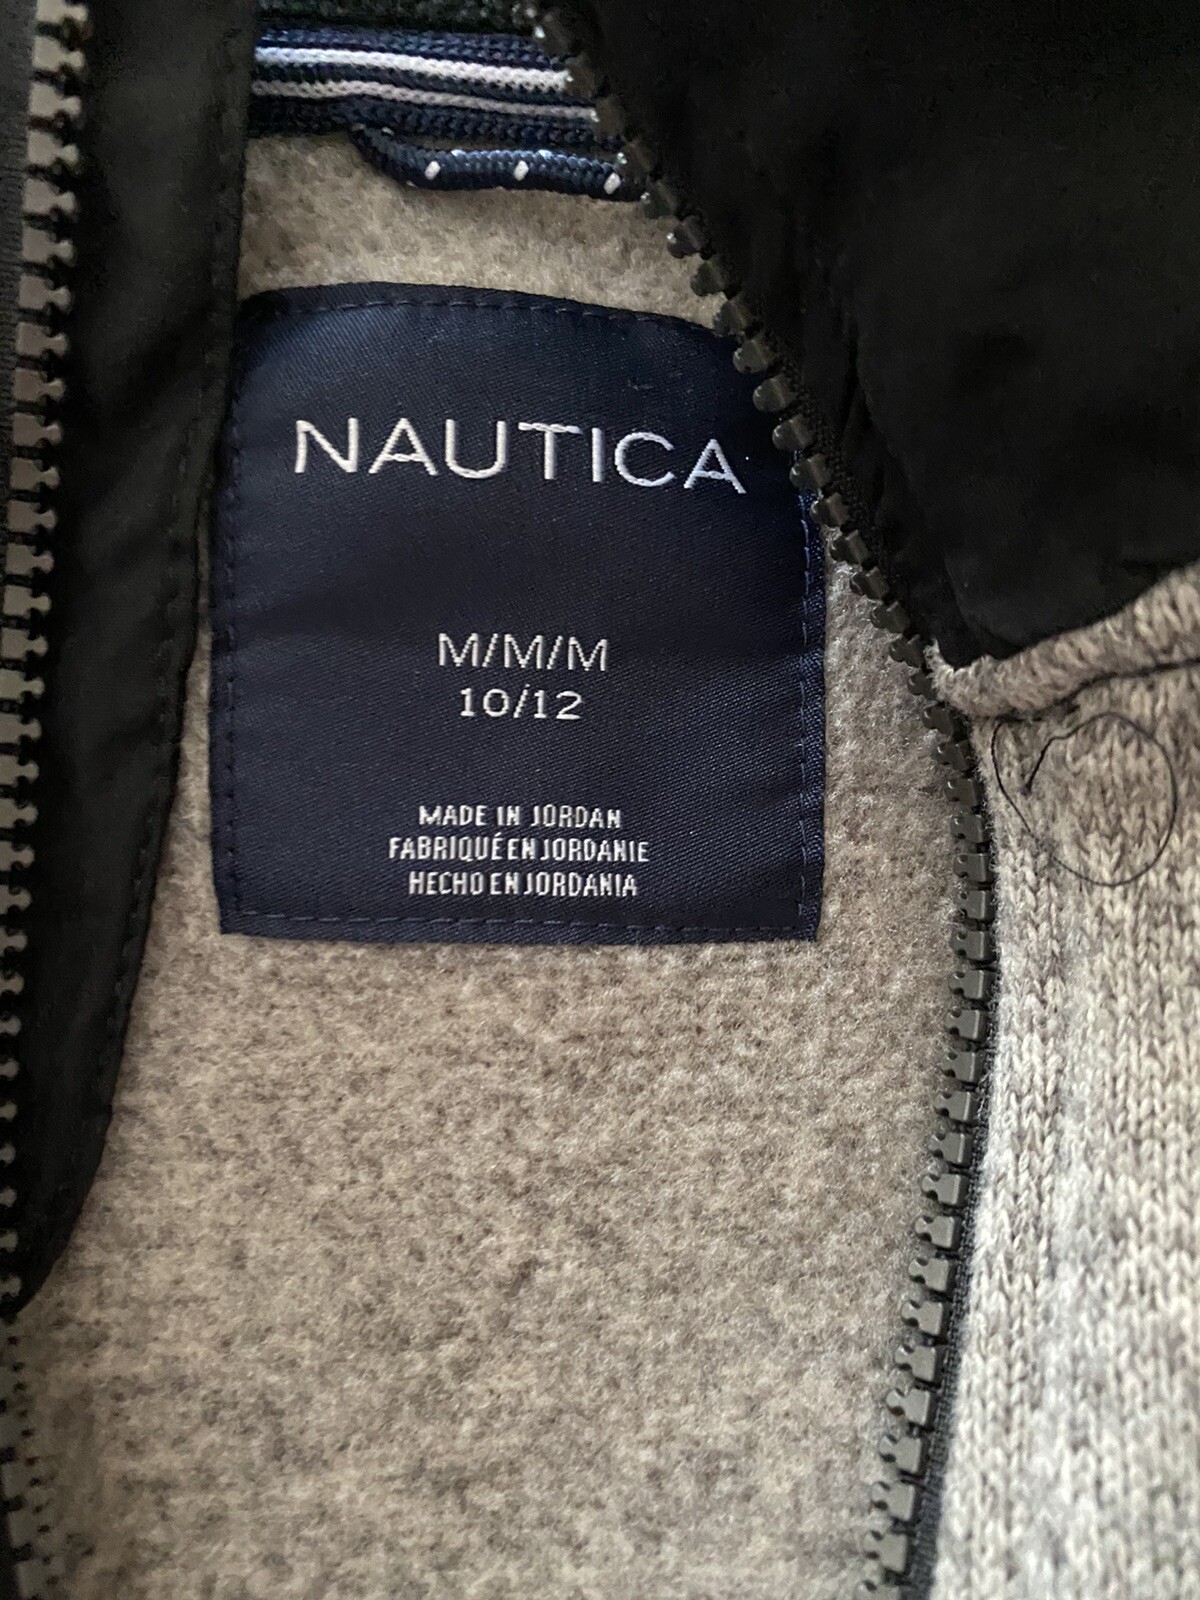 NAUTICA
M/M/M
10/12
MADE IN JORDAN
FABRIQUÉ EN JORDANIE
HECHO EN JORDANIA